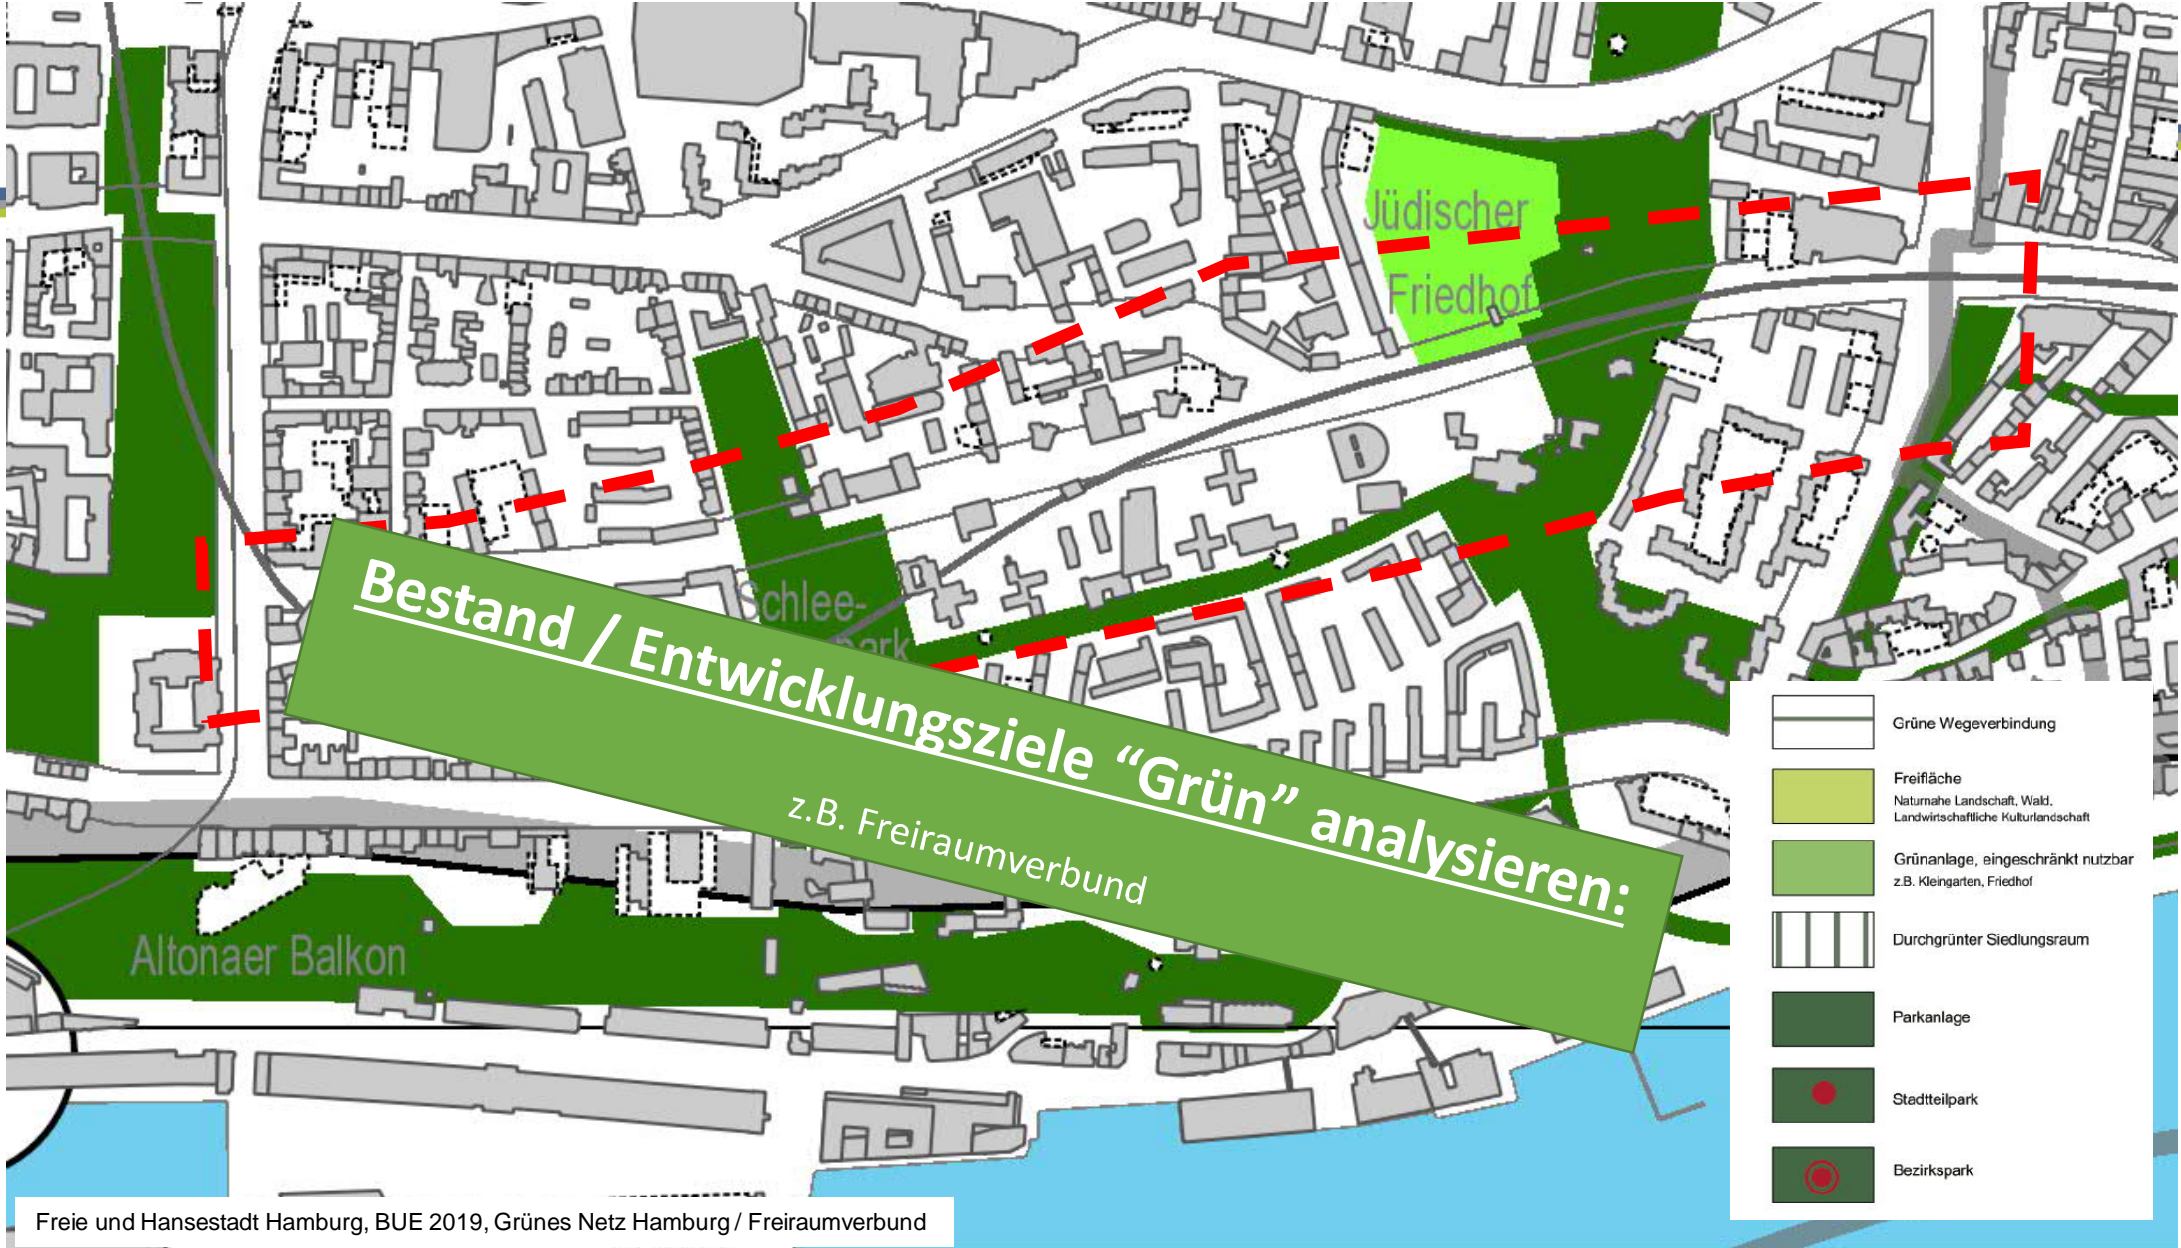 Jüdischer
Friedhof
Schlee-
park
Bestand / Entwicklungsziele “Grün” analysieren:
z.B. Freiraumverbund
Altonaer Balkon
Grüne Wegeverbindung
Freifläche
Naturnahe Landschaft, Wald,
Landwirtschaftliche Kulturlandschaft
Grünanlage, eingeschränkt nutzbar
z.B. Kleingarten, Friedhof
Durchgrünter Siedlungsraum
Parkanlage
Stadtteilpark
Bezirkspark
Freie und Hansestadt Hamburg, BUE 2019, Grünes Netz Hamburg / Freiraumverbund